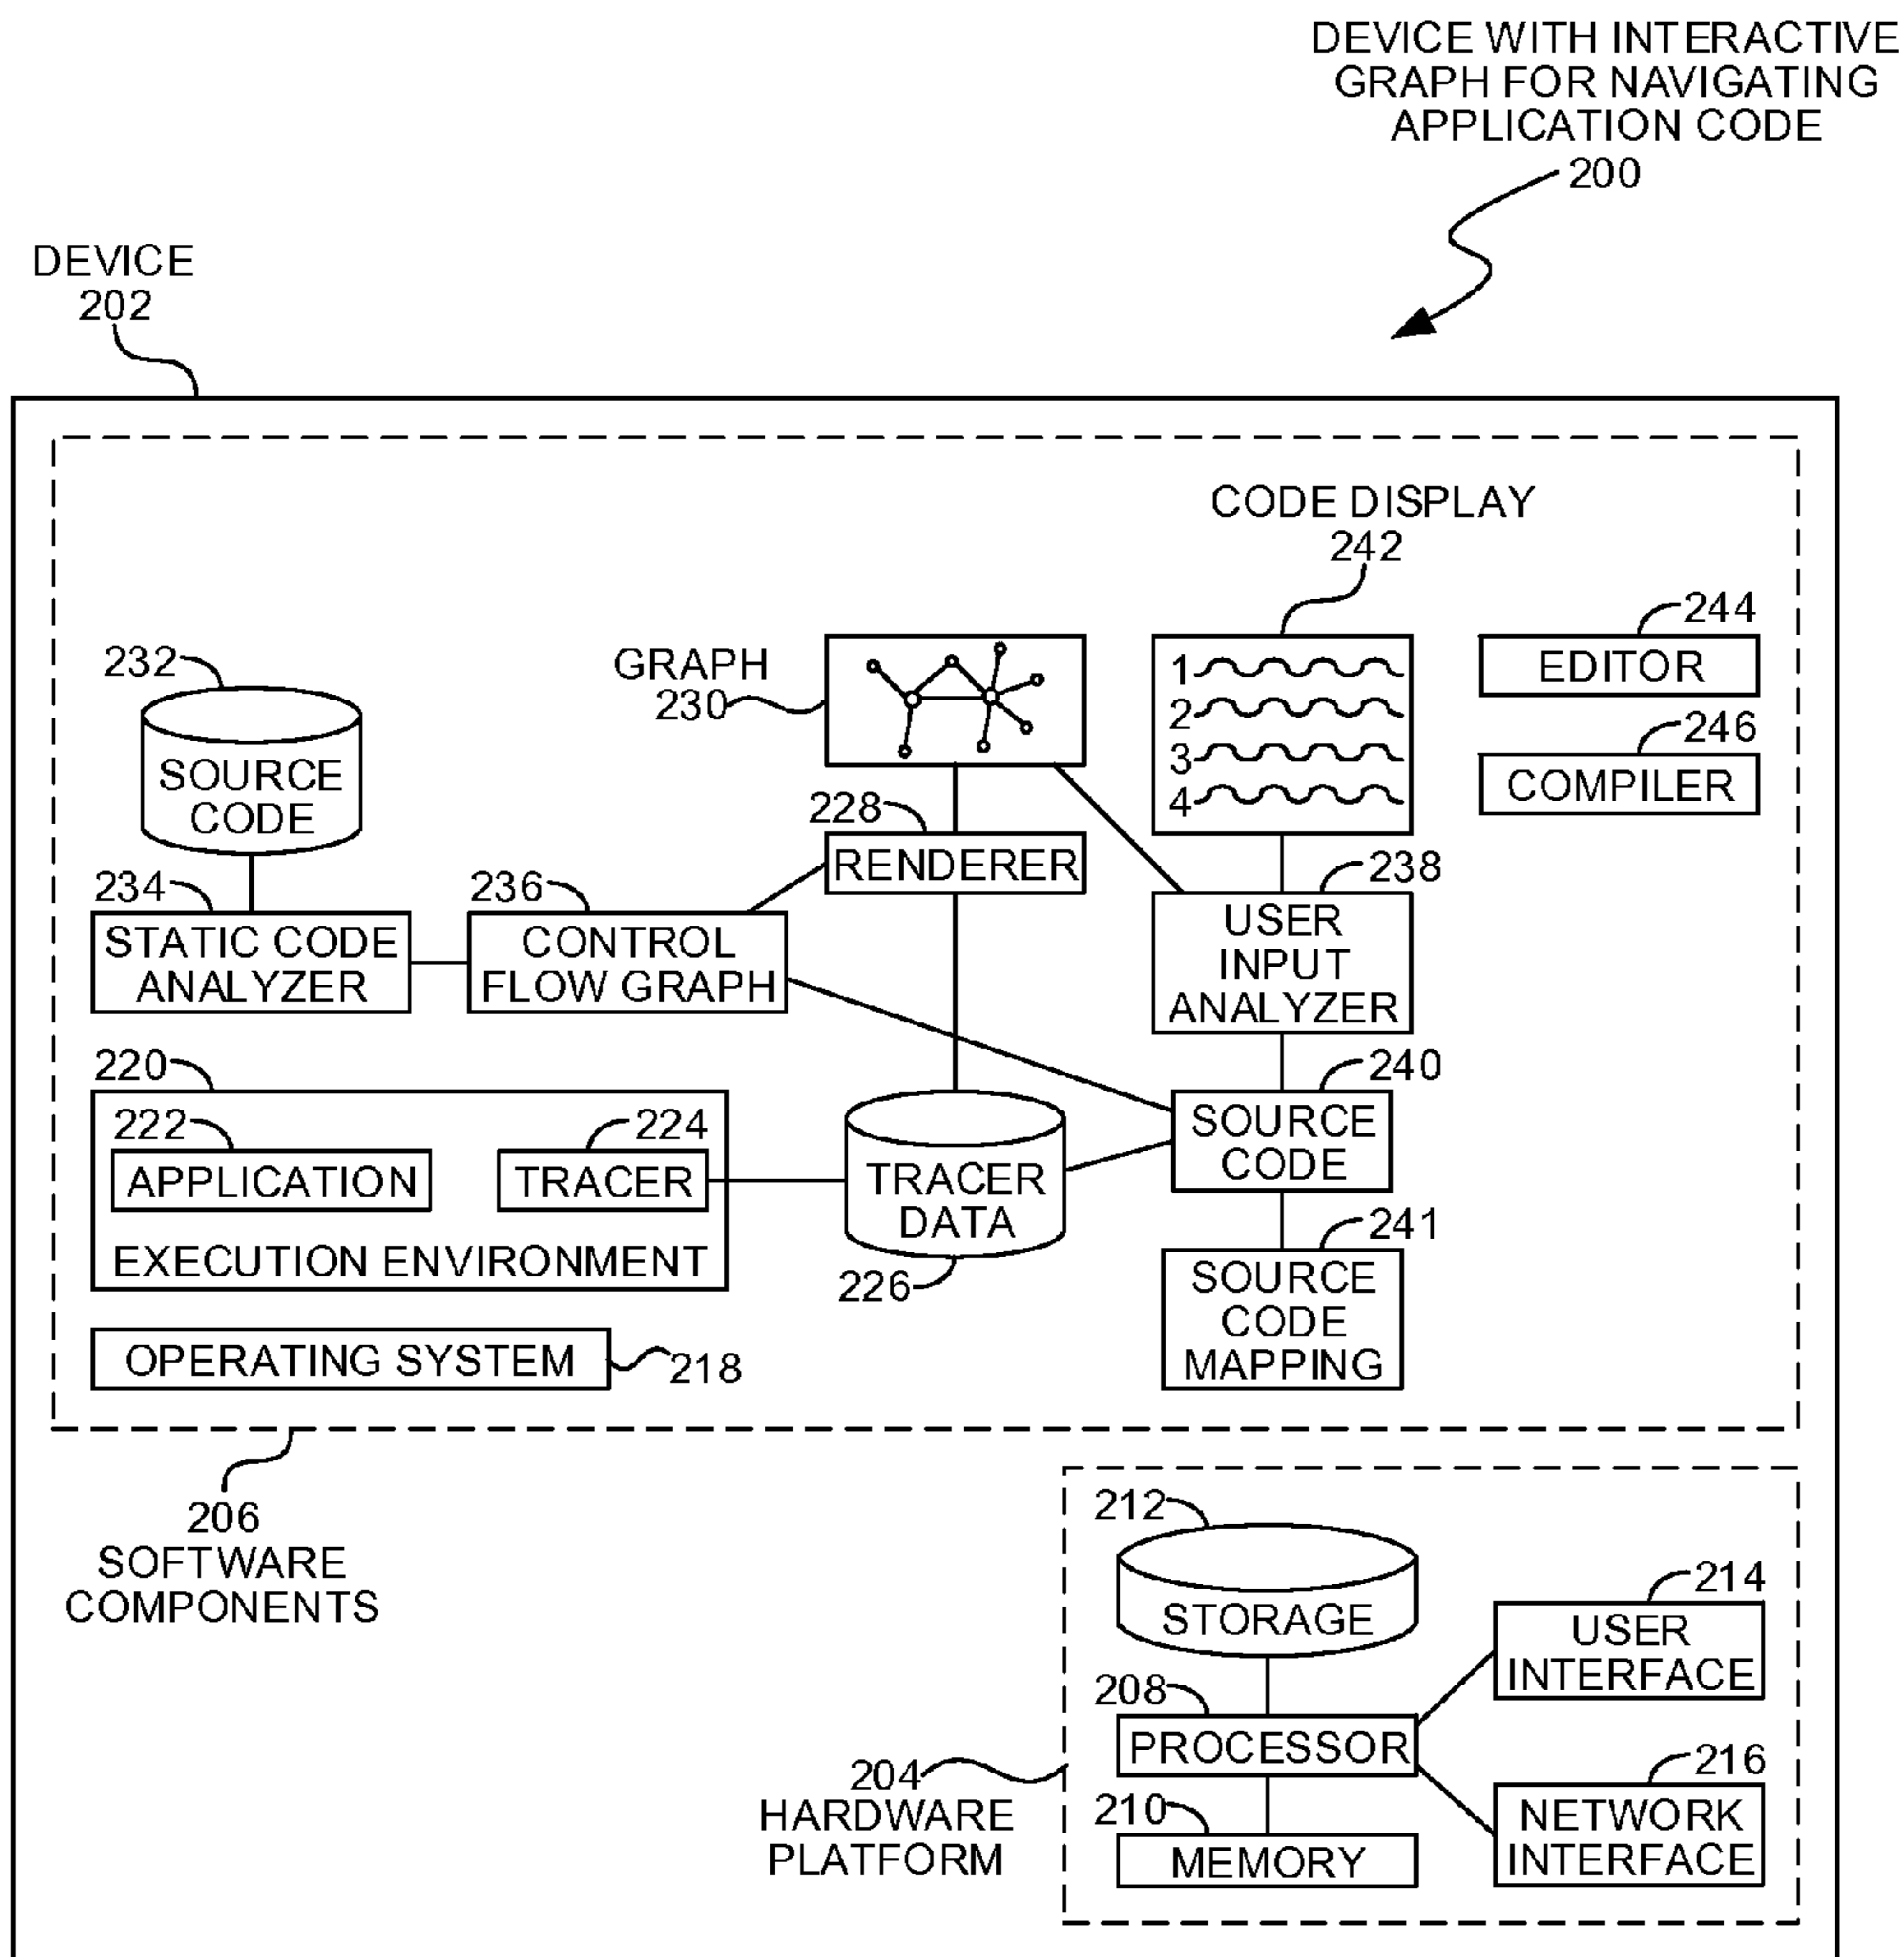 DEVICE WITH INTERACTIVE
GRAPH FOR NAVIGATING
APPLICATION CODE
200
DEVICE
202
CODE DISPLAY
242
232
SOURCE
CODE
GRAPH
230
1
2
3
4
244
EDITOR
246
COMPILER
228
RENDERER
234
STATIC CODE
ANALYZER
236
CONTROL
FLOW GRAPH
238
USER
INPUT
ANALYZER
220
222
APPLICATION
224
TRACER
EXECUTION ENVIRONMENT
TRACER
DATA
226
240
SOURCE
CODE
241
SOURCE
CODE
MAPPING
OPERATING SYSTEM
218
206
SOFTWARE
COMPONENTS
212
STORAGE
214
USER
INTERFACE
208
PROCESSOR
204
HARDWARE
PLATFORM
210
MEMORY
216
NETWORK
INTERFACE